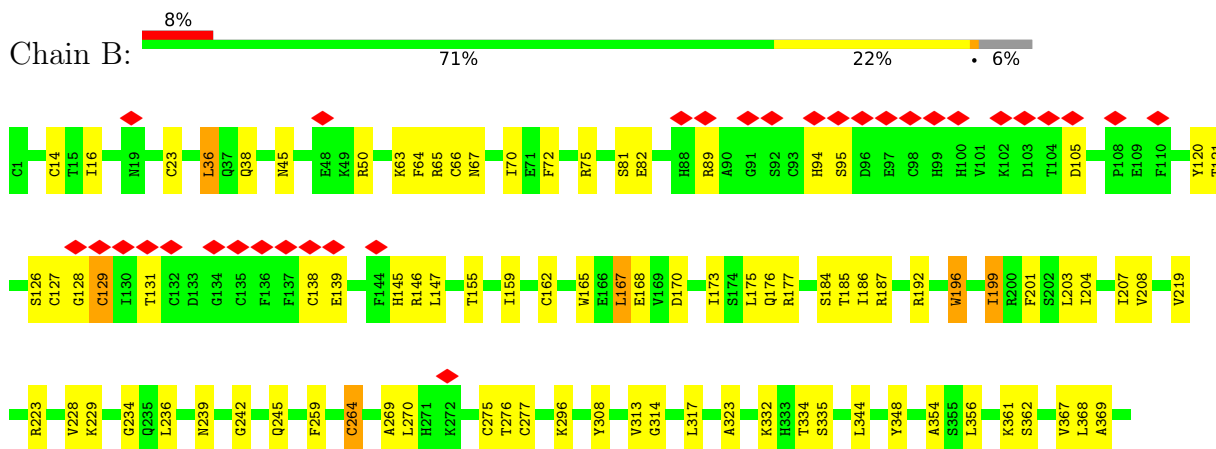 8%
Chain B:
71% 22% • 6%
C1 C14 T15 I16 N19 C23 L36 Q37 Q38 N45 E48 K49 R50 K63 F64 R65 C66 N67 I70 E71 F72 R75 S81 E82 H88 R89 A90 G91 S92 C93 H94 S95 D96 E97 C98 H99 H100 V101 K102 D103 T104 D105 P108 E109 F110 Y120 T121
S126 C127 G128 C129 I130 T131 C132 D133 G134 C135 F136 F137 C138 E139 F144 H145 R146 L147 T155 I159 C162 W165 E166 L167 E168 V169 D170 I173 S174 L175 Q176 R177 S184 T185 I186 R187 R192 W196 I199 R200 F201 S202 L203 I204 I207 V208 V219
R223 V228 K229 G234 Q235 L236 N239 G242 Q245 F259 C264 A269 L270 H271 K272 C275 T276 C277 K296 Y308 V313 G314 L317 A323 K332 H333 T334 S335 L344 Y348 A354 S355 L356 K361 S362 V367 L368 A369